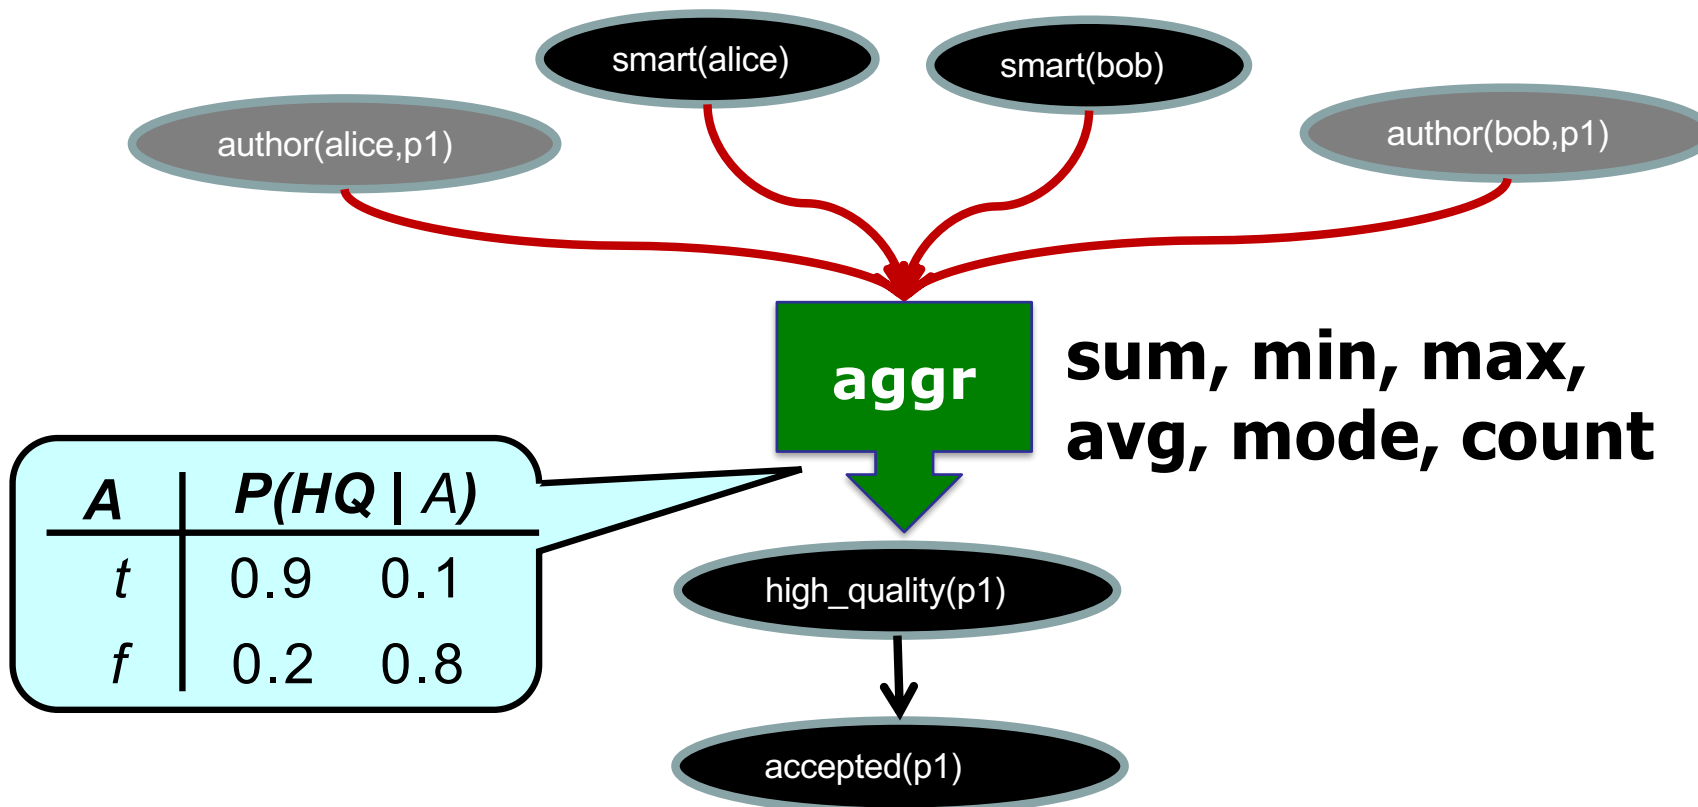 smart(alice)
smart(bob)
author(alice,p1)
author(bob,p1)
aggr
sum, min, max,
avg, mode, count
A P(HQ | A)
t 0.9 0.1
f 0.2 0.8
high_quality(p1)
accepted(p1)